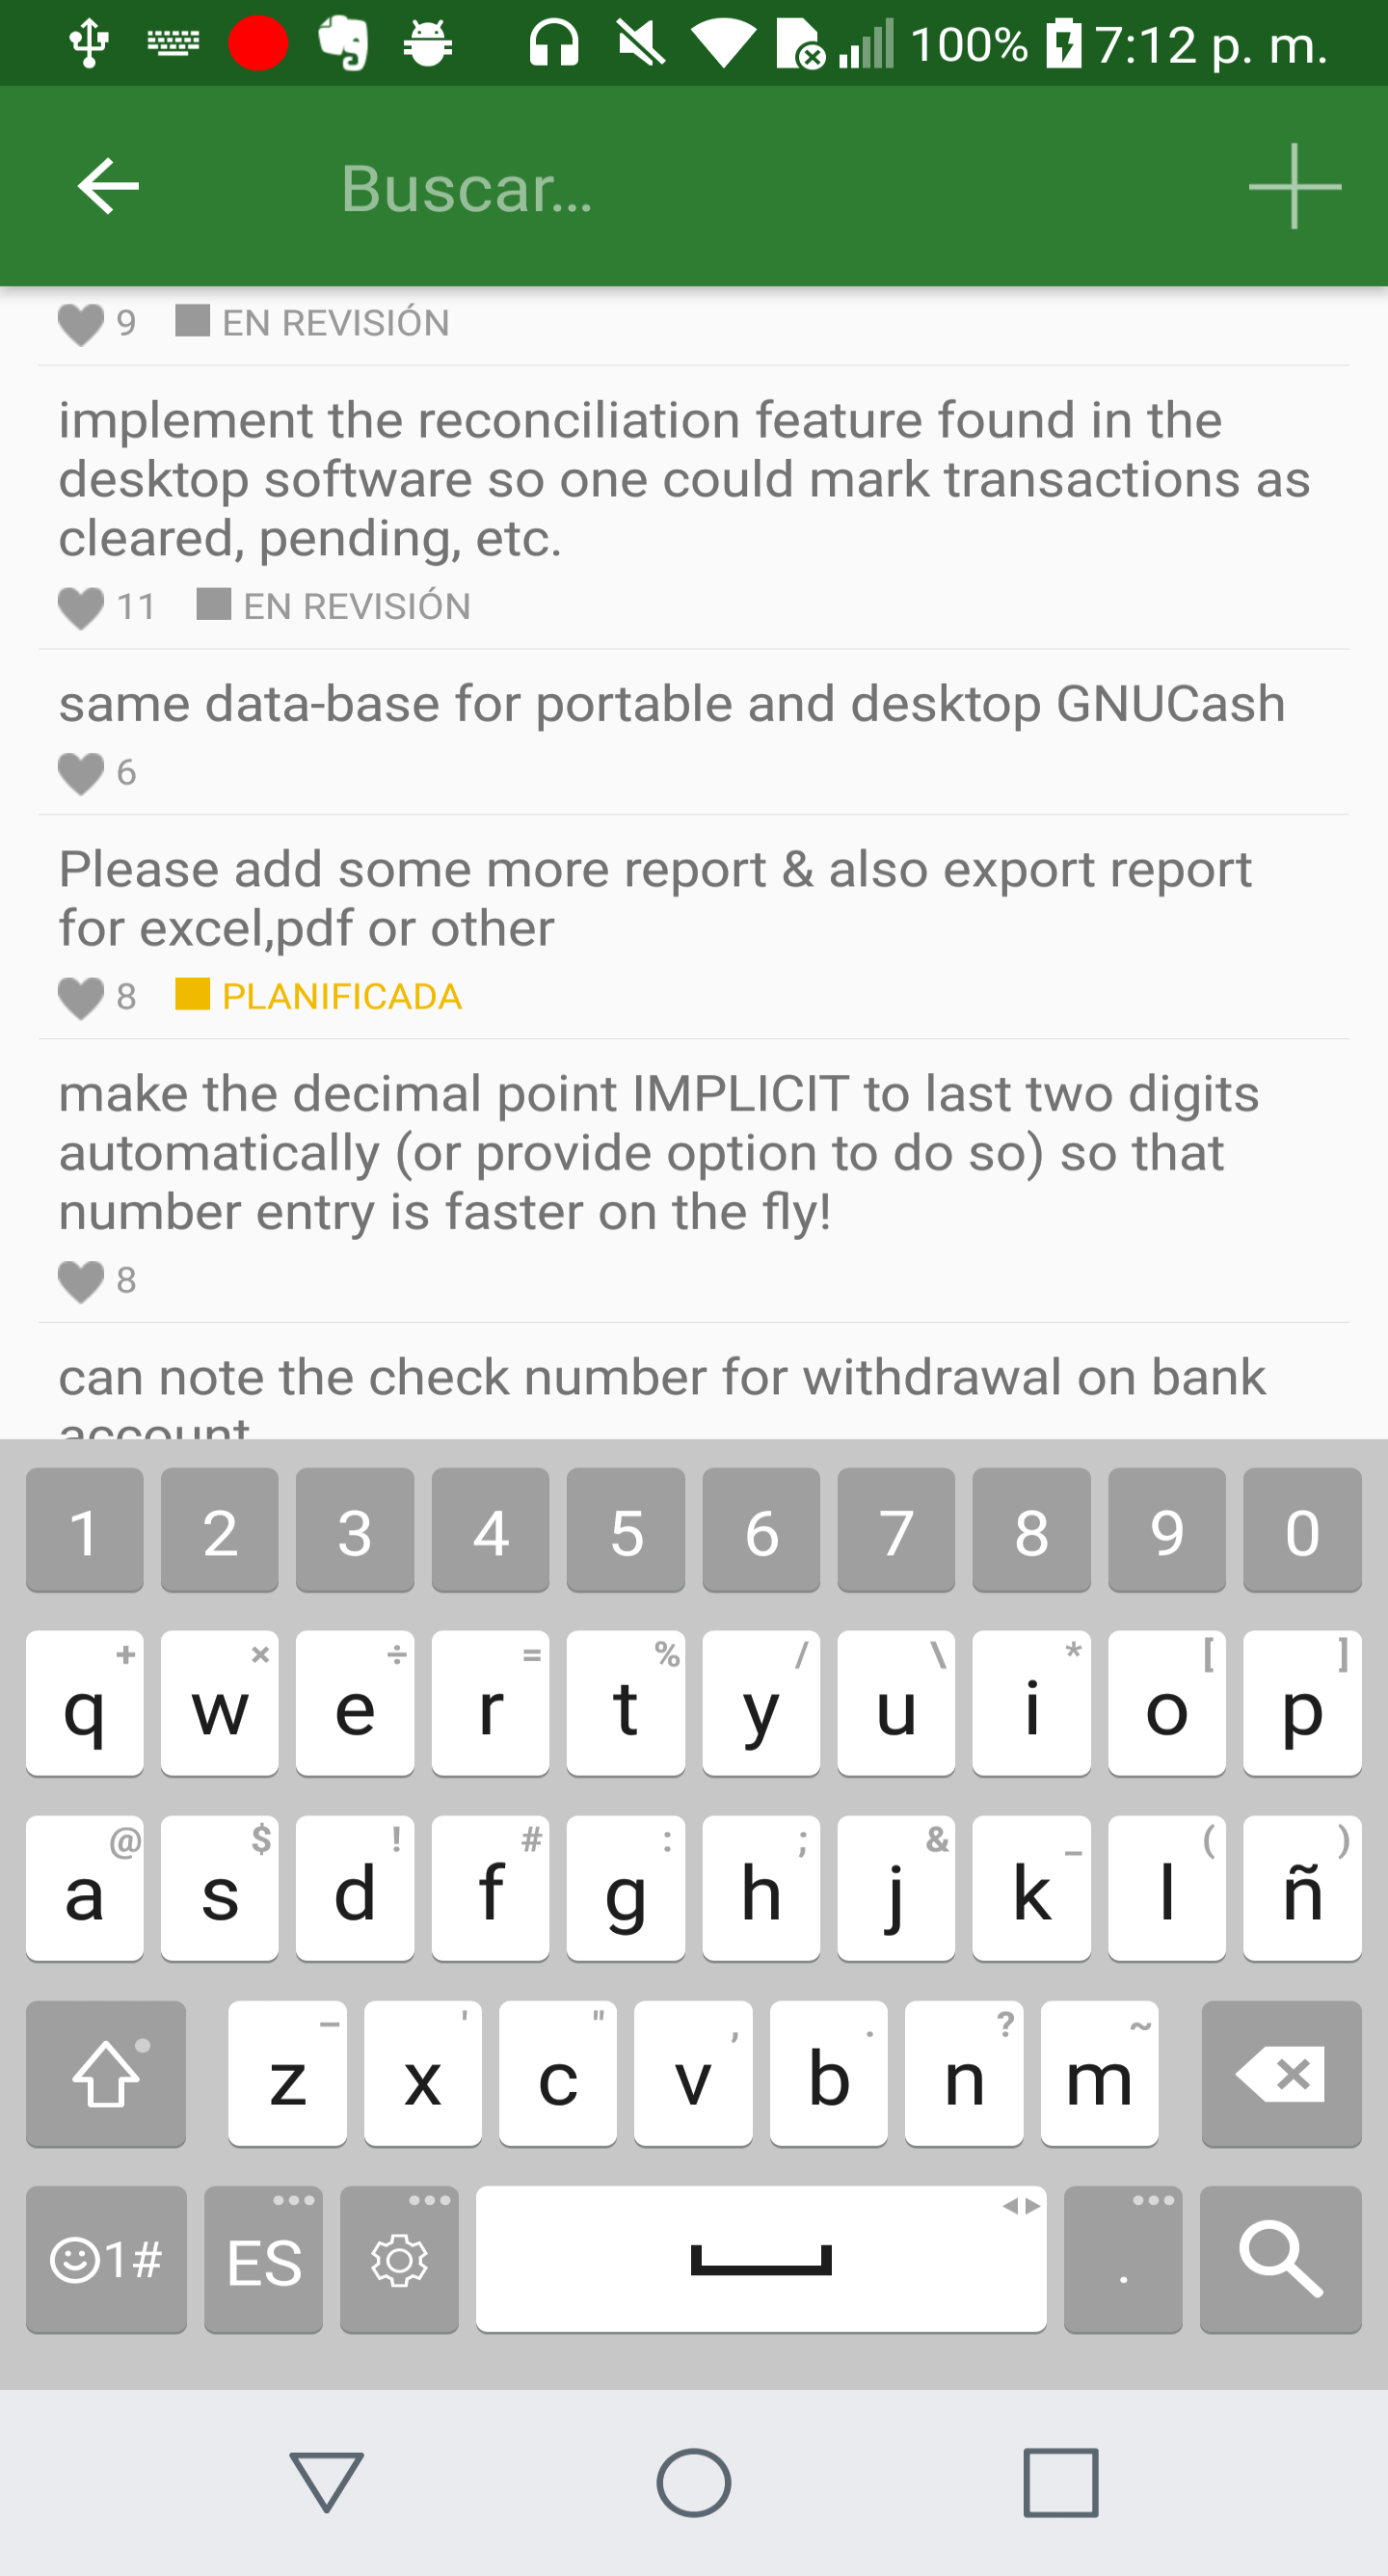 100% 7:12 p. m.
Buscar...
9 EN REVISIÓN
implement the reconciliation feature found in the
desktop software so one could mark transactions as
cleared, pending, etc.
11 EN REVISIÓN
same data-base for portable and desktop GNUCash
6
Please add some more report & also export report
for excel,pdf or other
8 PLANIFICADA
make the decimal point IMPLICIT to last two digits
automatically (or provide option to do so) so that
number entry is faster on the fly!
8
can note the check number for withdrawal on bank
account
1 2 3 4 5 6 7 8 9 0
+ × ÷ = % / \ * [ ]
q w e r t y u i o p
@ $ ! # : ; & _ ( )
a s d f g h j k l ñ
– ' " , . ? ~
z x c v b n m
1# ES .